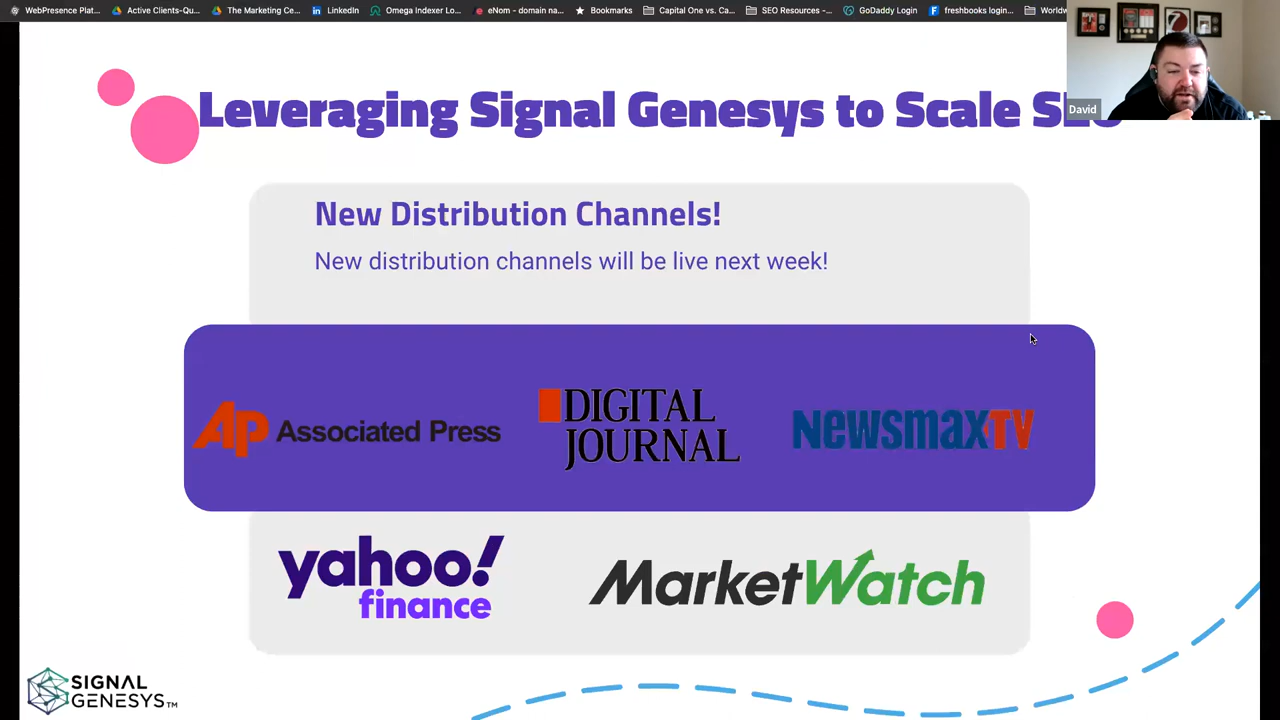 WebPresence Plat...
Active Clients-Qu...
The Marketing Ce...
LinkedIn
Omega Indexer Lo...
eNom - domain na...
Bookmarks
Capital One vs. Ca...
SEO Resources -...
GoDaddy Login
freshbooks login...
David
Leveraging Signal Genesys to Scale SEO
New Distribution Channels!
New distribution channels will be live next week!
AP Associated Press
DIGITAL
JOURNAL
NEWSMAXTV
yahoo!
finance
MarketWatch
SIGNAL
GENESYS™